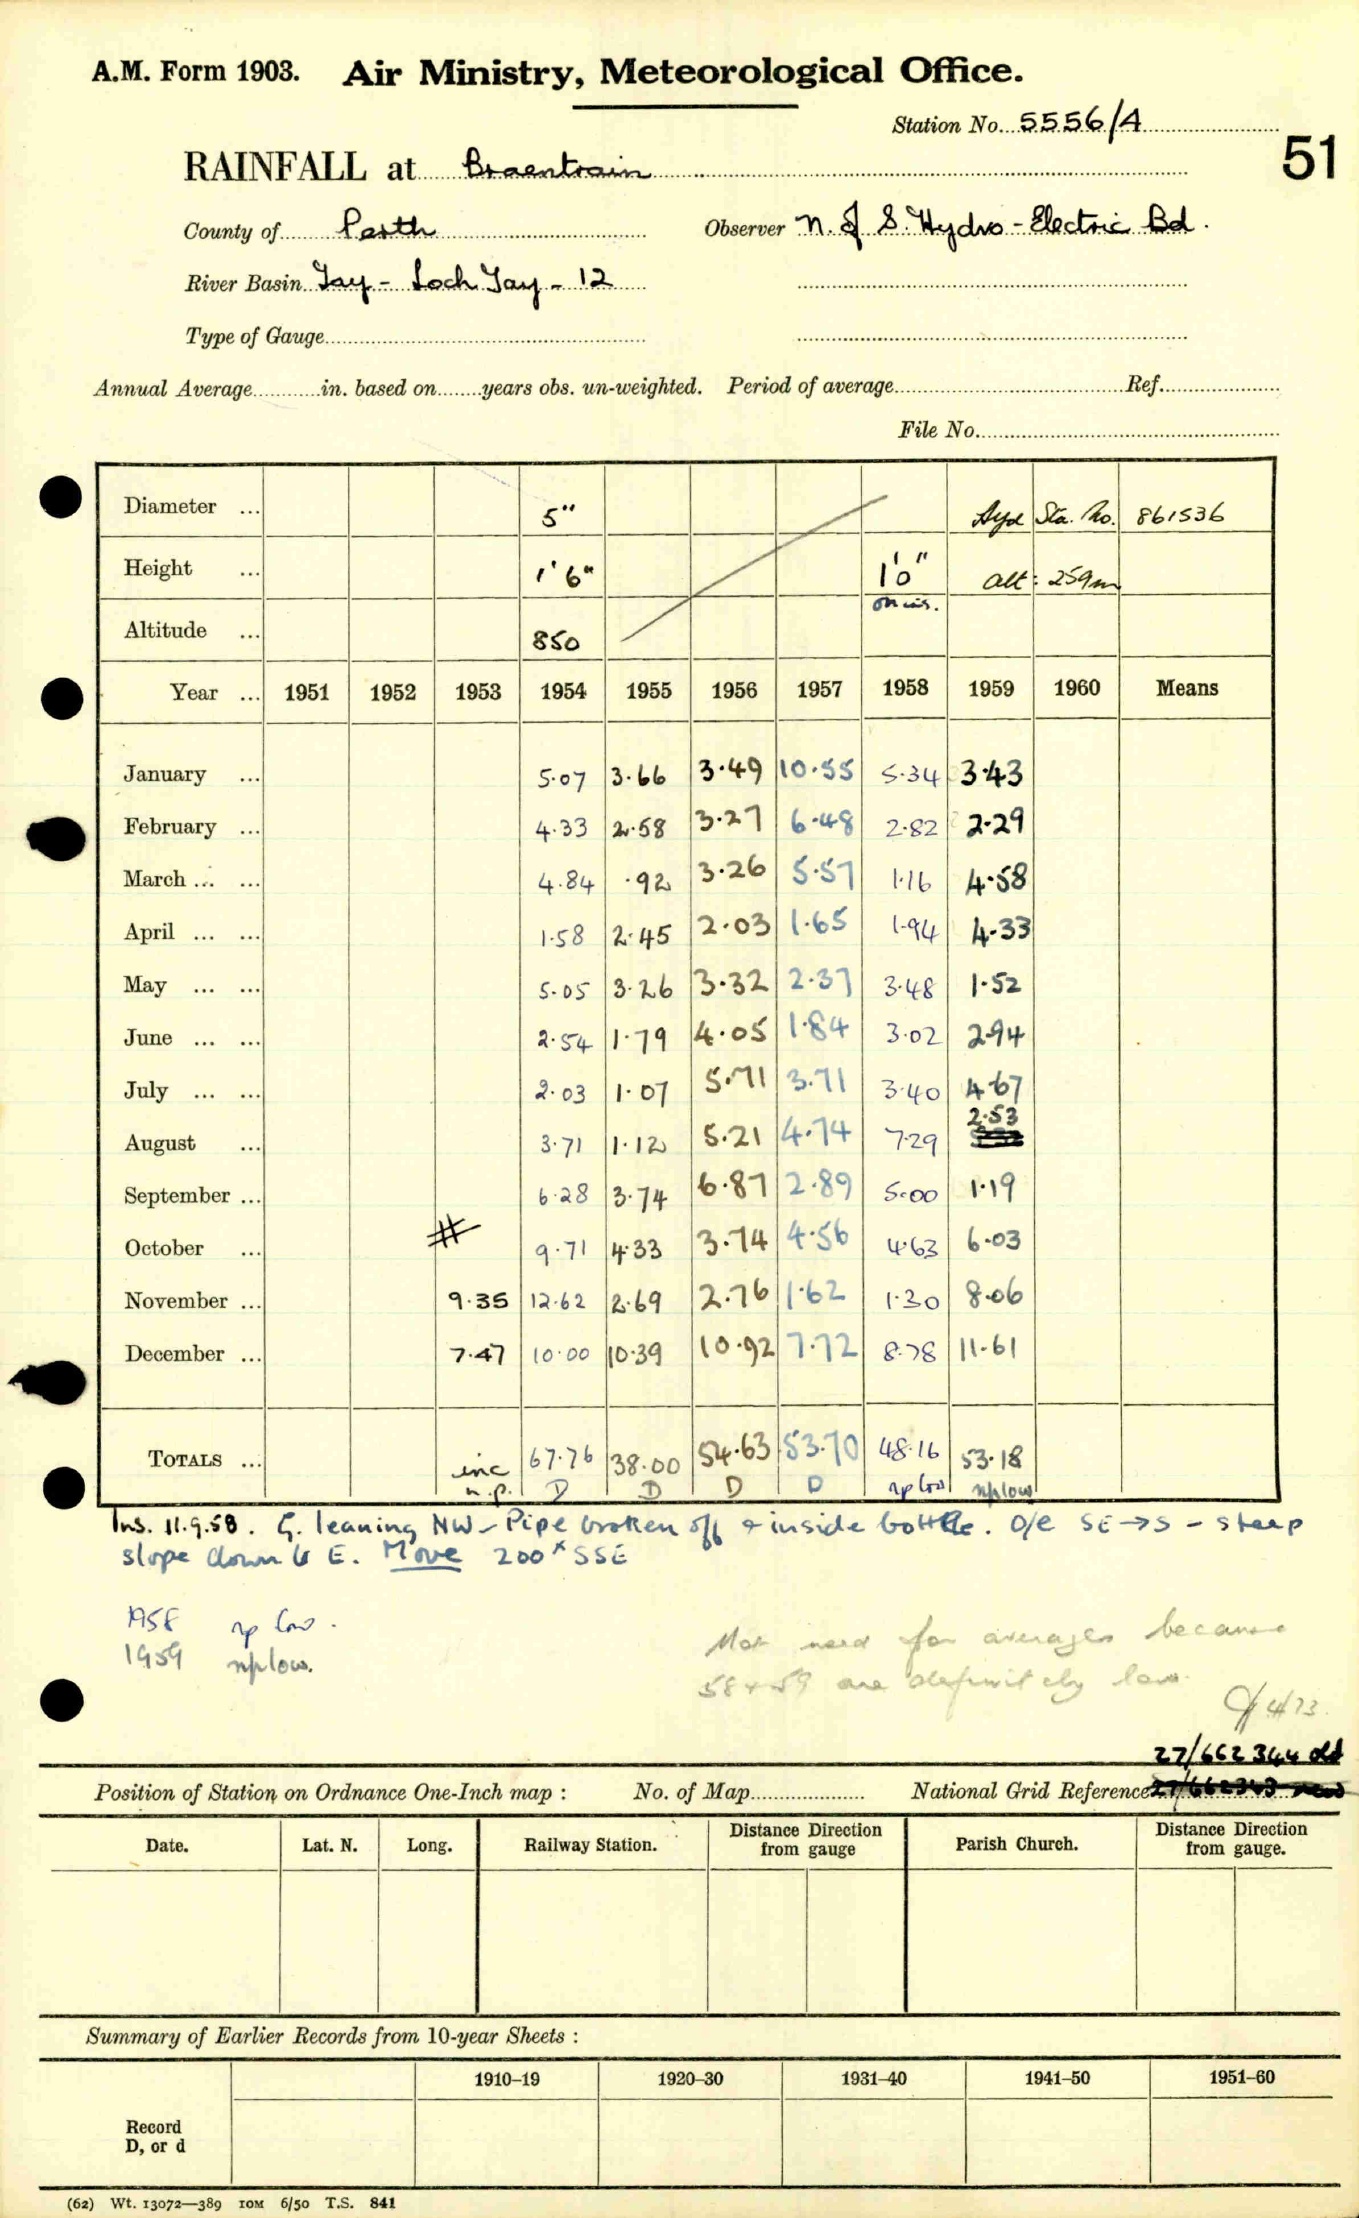 A.M. Form 1903. Air Ministry, Meteorological Office.
Station No. 5556/A
51
RAINFALL at Braentrain
County of Perth Observer N. of S. Hydro-Electric Bd.
River Basin Tay - Loch Tay - 12
Type of Gauge
Annual Average in. based on years obs. un-weighted. Period of average Ref.
File No.
Diameter ... 5" Hyd Sta. No. 861536
Height ... 1' 6" 1'0" alt: 259m
on ins.
Altitude ... 850
Year ... 1951 1952 1953 1954 1955 1956 1957 1958 1959 1960 Means
January ... 5·07 3·66 3·49 10·55 5·34 3·43
February ... 4·33 2·58 3·27 6·48 2·82 2·29
March ... ... 4·84 ·92 3·26 5·57 1·16 4·58
April ... ... 1·58 2·45 2·03 1·65 1·94 4·33
May ... ... 5·05 3·26 3·32 2·37 3·48 1·52
June ... ... 2·54 1·79 4·05 1·84 3·02 2·94
July ... ... 2·03 1·07 5·71 3·71 3·40 4·67
August ... 3·71 1·12 5·21 4·74 7·29 2·53
September ... 6·28 3·74 6·87 2·89 5·00 1·19
October ... # 9·71 4·33 3·74 4·56 4·63 6·03
November ... 9·35 12·62 2·69 2·76 1·62 1·30 8·06
December ... 7·47 10·00 10·39 10·92 7·72 8·78 11·61
TOTALS ... inc 67·76 38·00 54·63 53·70 48·16 53·18
n.p. D D D D np low np low
Ins. 11.9.58. G. leaning NW - Pipe broken off & inside bottle. O/e SE→S - steep
slope down to E. Move 200ˣ SSE
1958 np low.
1959 np low.
Not used for averages because
58 + 59 are definitely low.
4/73
27/662344 old
Position of Station on Ordnance One-Inch map : No. of Map National Grid Reference 27/662343 new
Date. Lat. N. Long. Railway Station. Distance Direction from gauge Parish Church. Distance Direction from gauge.
Summary of Earlier Records from 10-year Sheets :
1910–19 1920–30 1931–40 1941–50 1951–60
Record
D, or d
(62) Wt. 13072—389 10M 6/50 T.S. 841